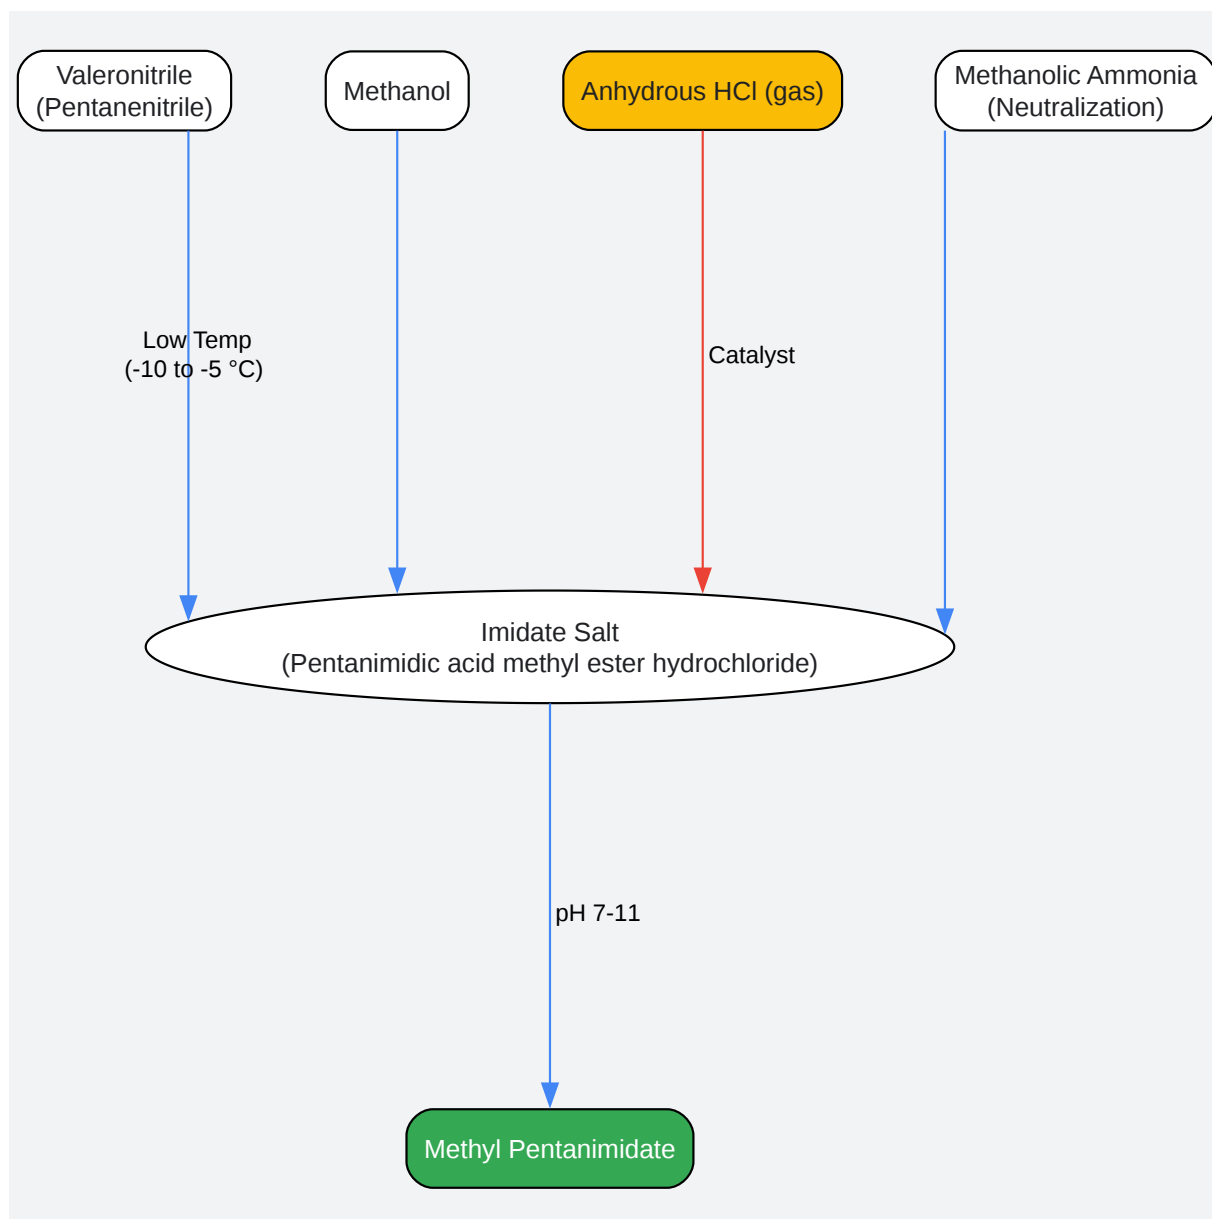 Valeronitrile
(Pentanenitrile)
Methanol
Anhydrous HCl (gas)
Methanolic Ammonia
(Neutralization)
Low Temp
(-10 to -5 °C)
Catalyst
Imidate Salt
(Pentanimidic acid methyl ester hydrochloride)
pH 7-11
Methyl Pentanimidate